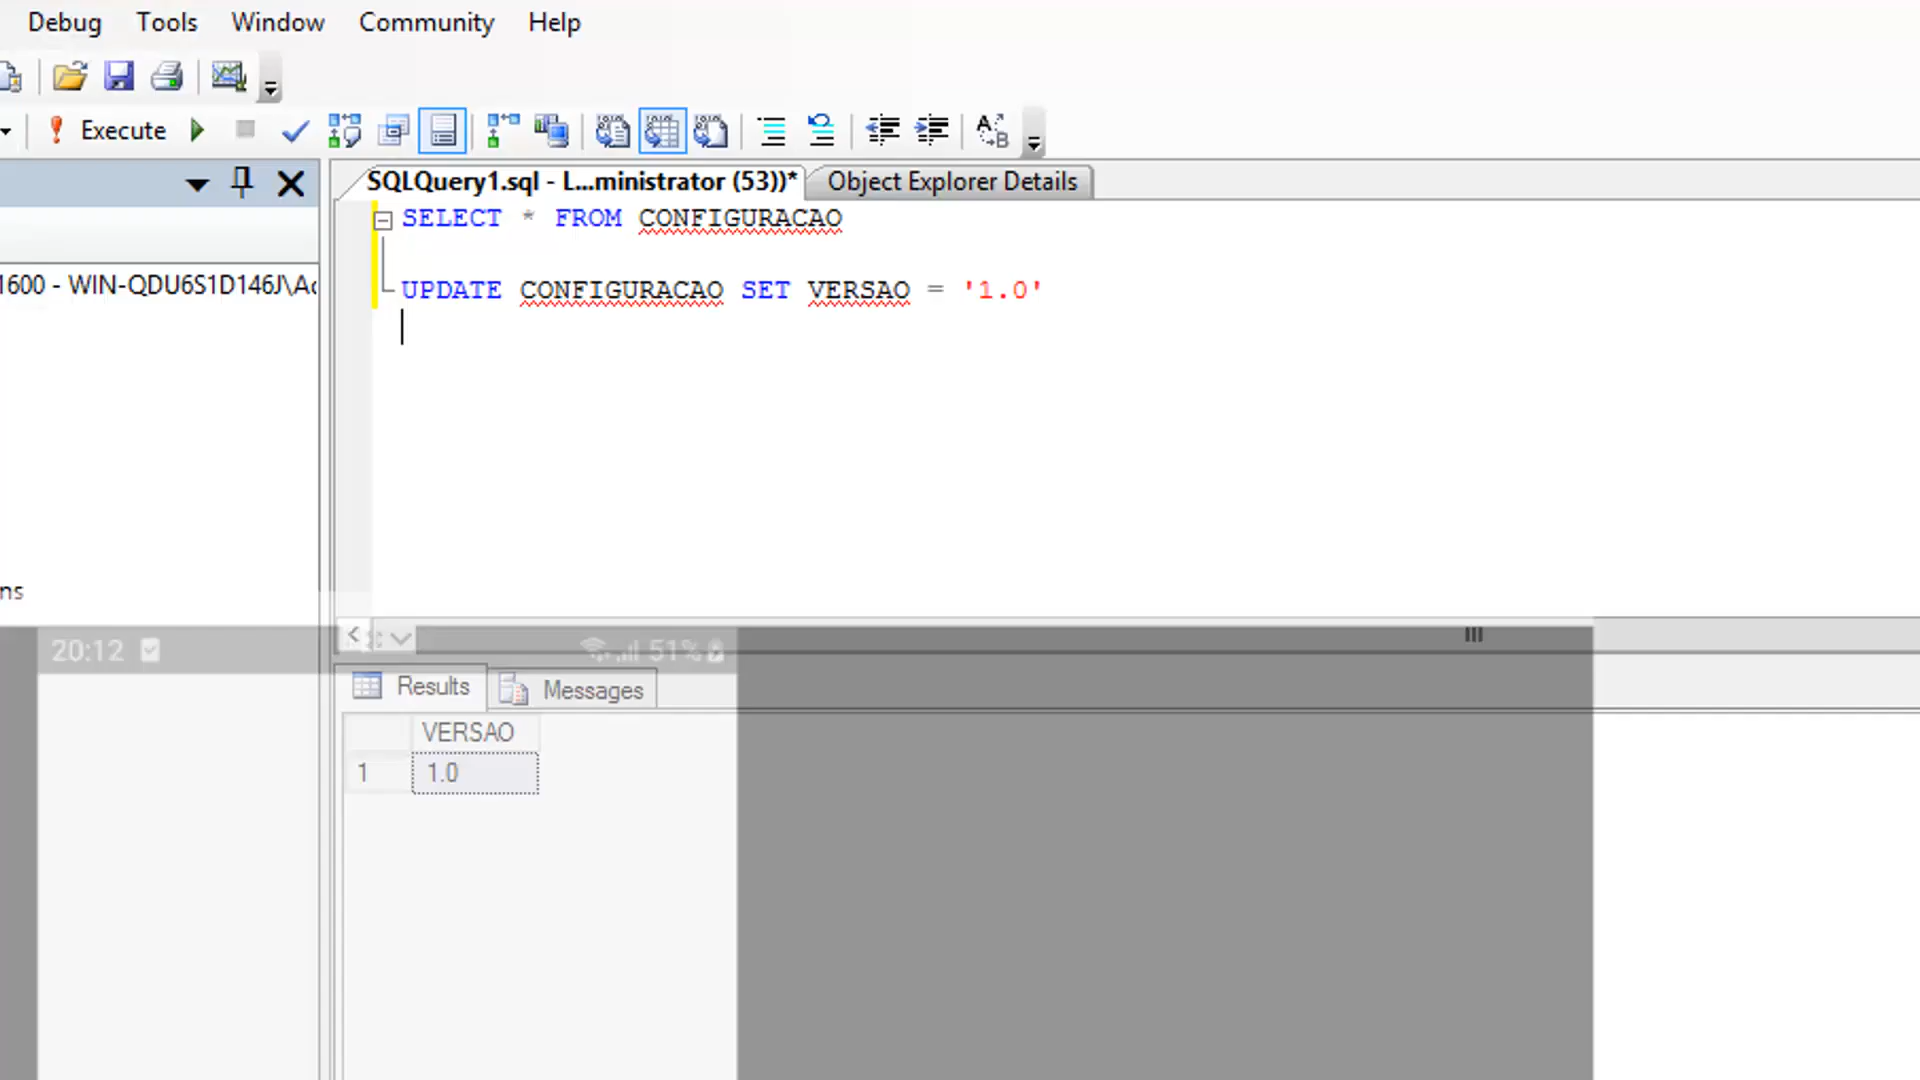 Debug Tools Window Community Help
Execute
SQLQuery1.sql - L...ministrator (53))* Object Explorer Details
SELECT * FROM CONFIGURACAO
1600 - WIN-QDU6S1D146J\Ac
UPDATE CONFIGURACAO SET VERSAO = '1.0'
ns
20:12 51%
Results Messages
VERSAO
1 1.0